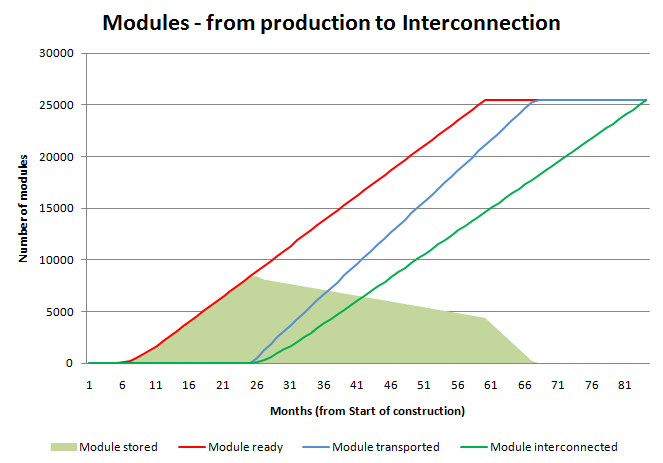 Modules - from production to Interconnection
30000
25000
20000
15000
10000
5000
0
Number of modules
1 6 11 16 21 26 31 36 41 46 51 56 61 66 71 76 81
Months (from Start of construction)
Module stored Module ready Module transported Module interconnected